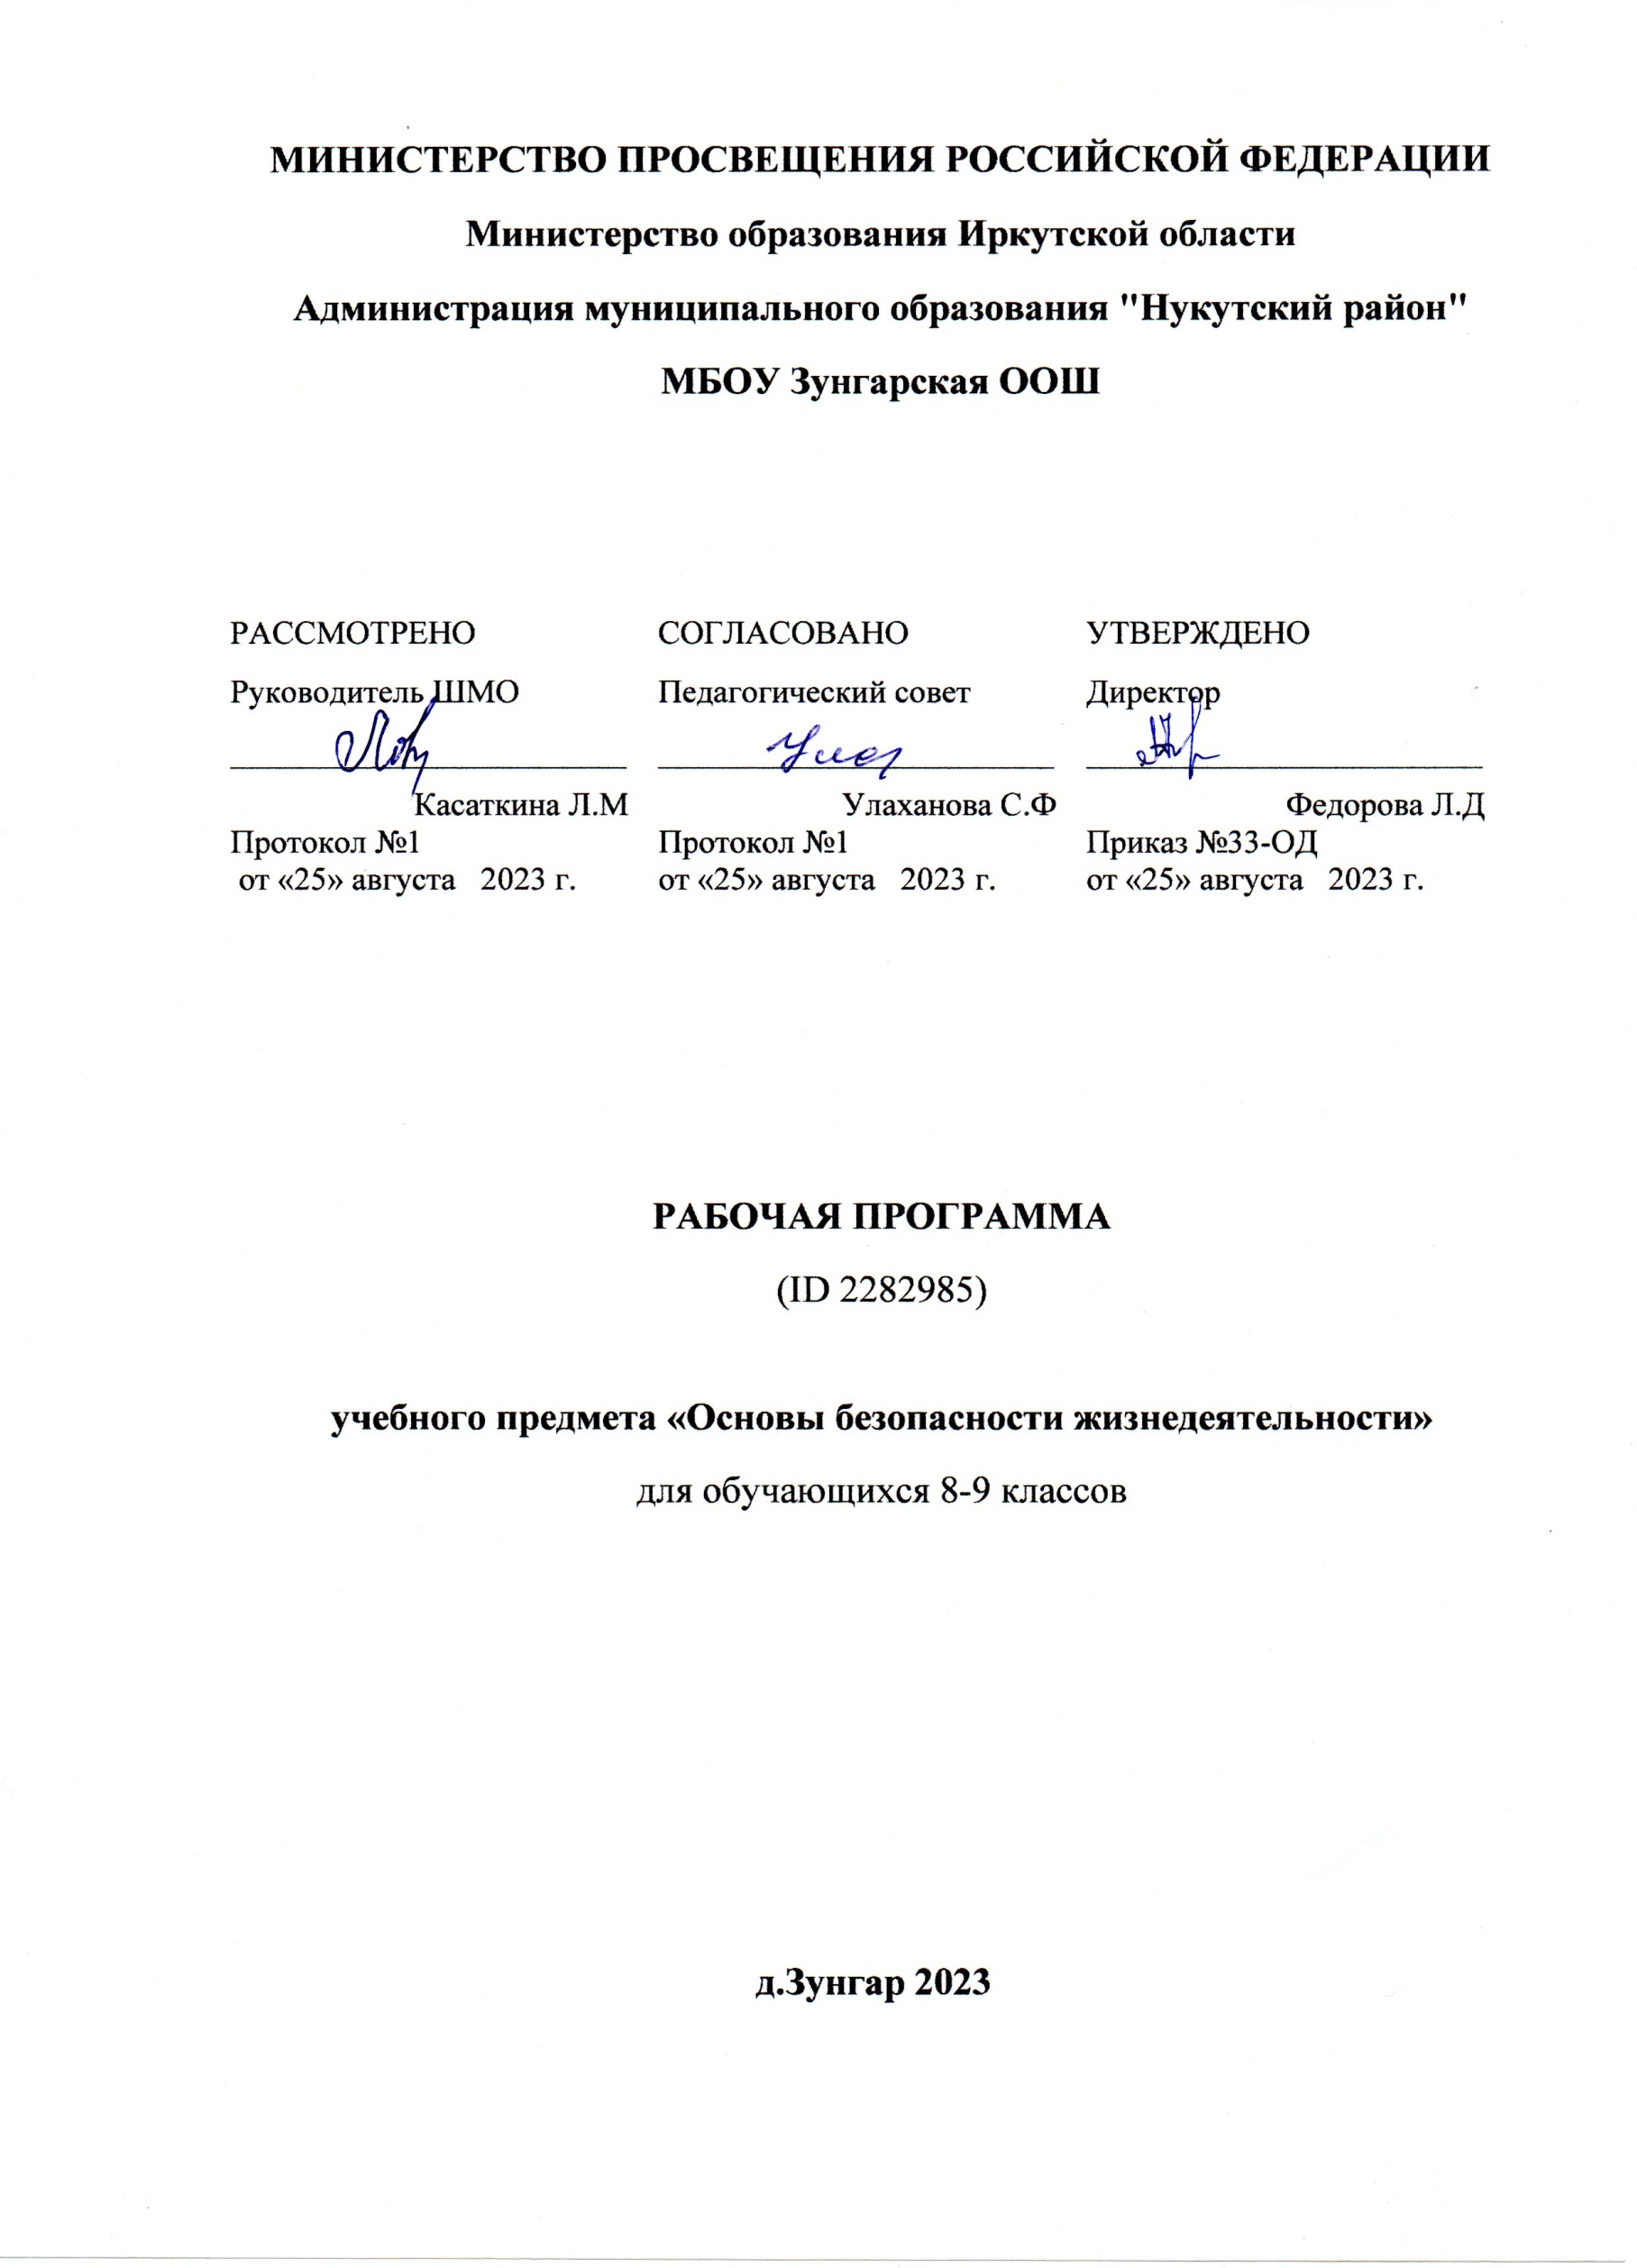 МИНИСТЕРСТВО ПРОСВЕЩЕНИЯ РОССИЙСКОЙ ФЕДЕРАЦИИ
Министерство образования Иркутской области
Администрация муниципального образования "Нукутский район"
МБОУ Зунгарская ООШ
РАССМОТРЕНО
Руководитель ШМО
Касаткина Л.М
Протокол №1
от «25» августа 2023 г.
СОГЛАСОВАНО
Педагогический совет
Улаханова С.Ф
Протокол №1
от «25» августа 2023 г.
УТВЕРЖДЕНО
Директор
Федорова Л.Д
Приказ №33-ОД
от «25» августа 2023 г.
РАБОЧАЯ ПРОГРАММА
(ID 2282985)
учебного предмета «Основы безопасности жизнедеятельности»
для обучающихся 8-9 классов
д.Зунгар 2023